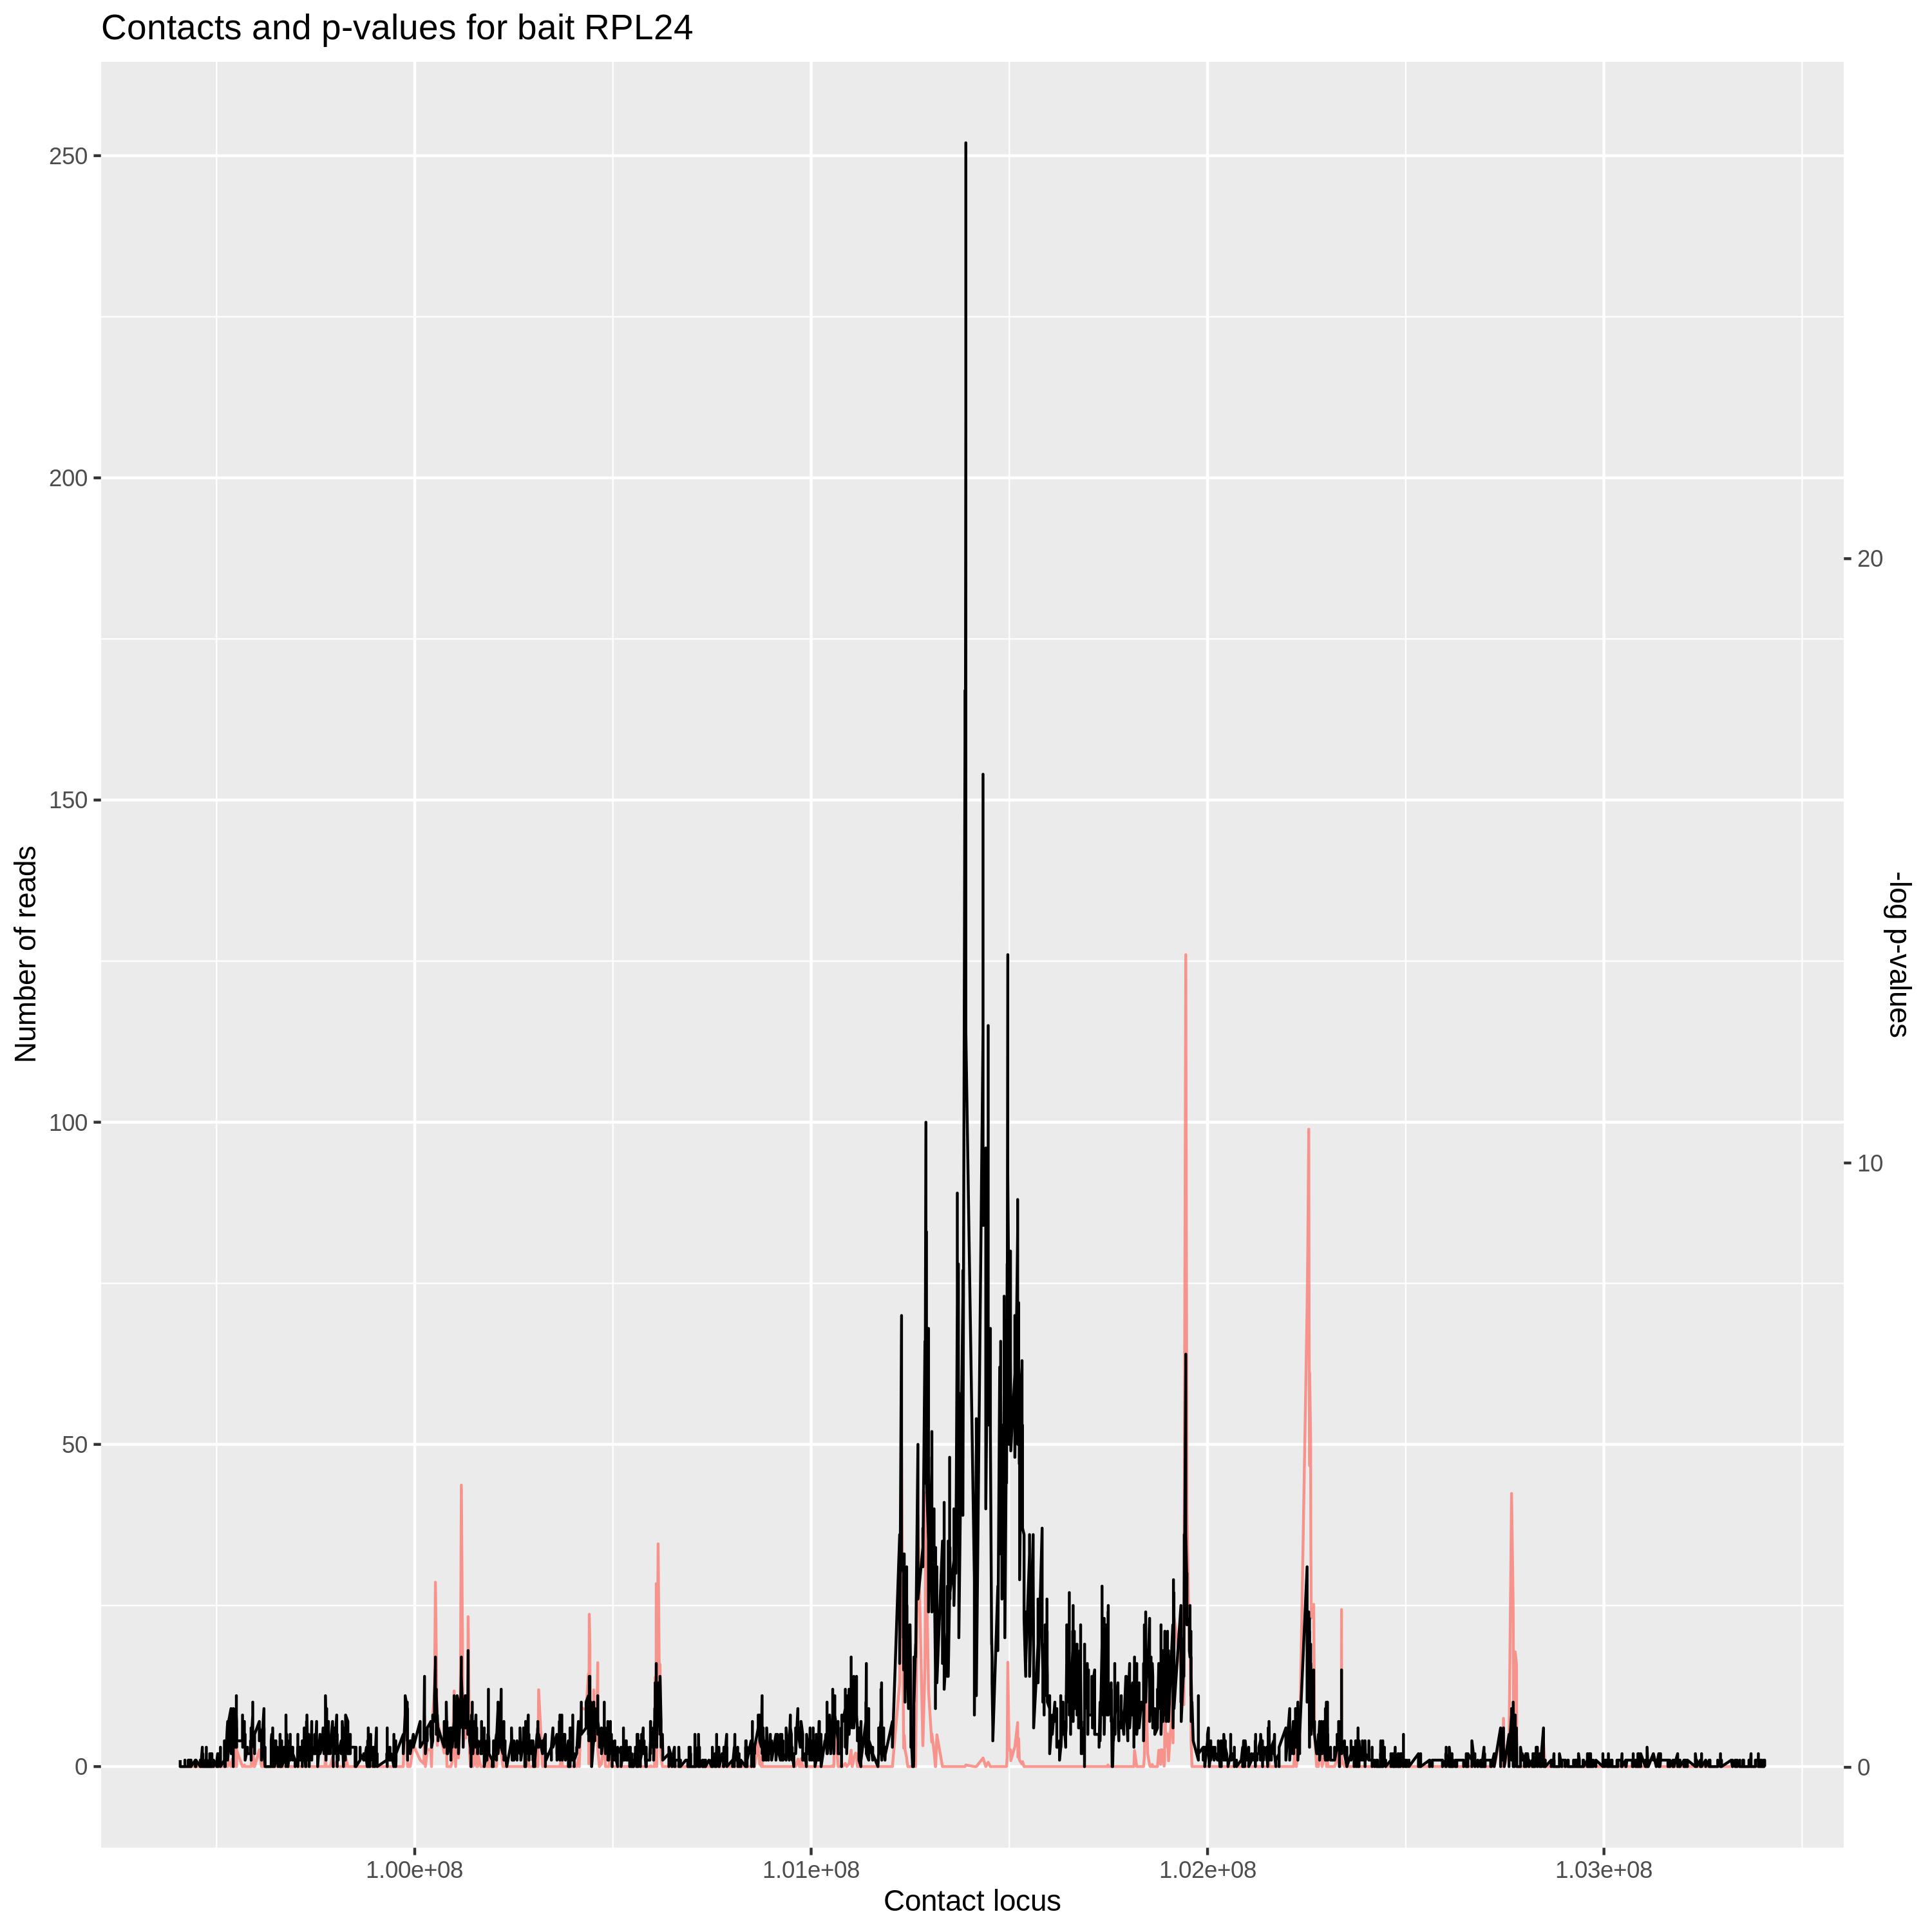 Contacts and p-values for bait RPL24
250
200
150
100
50
0
Number of reads
20
10
0
-log p-values
1.00e+08
1.01e+08
1.02e+08
1.03e+08
Contact locus